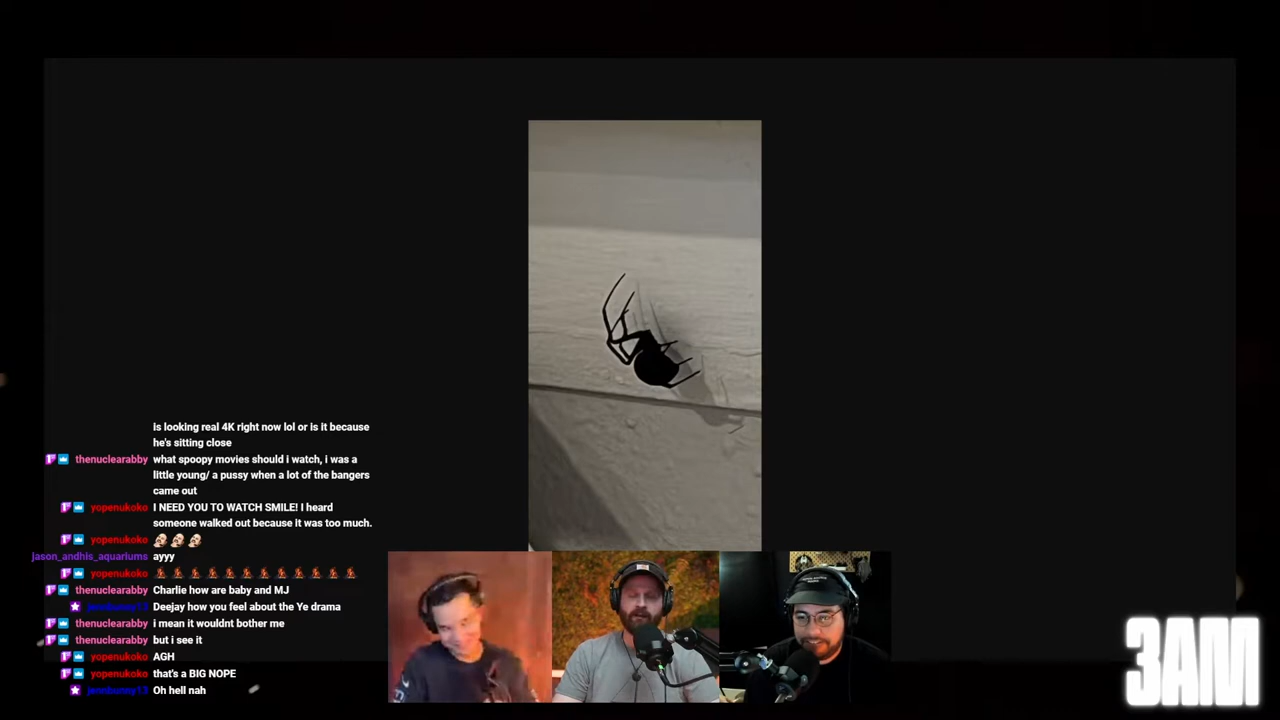 is looking real 4K right now lol or is it because
he's sitting close
thenuclearabby what spoopy movies should i watch, i was a
little young/ a pussy when a lot of the bangers
came out
yopenukoko I NEED YOU TO WATCH SMILE! I heard
someone walked out because it was too much.
yopenukoko
jason_andhis_aquariums ayyy
yopenukoko
thenuclearabby Charlie how are baby and MJ
Deejay how you feel about the Ye drama
thenuclearabby i mean it wouldnt bother me
thenuclearabby but i see it
yopenukoko AGH
yopenukoko that's a BIG NOPE
Oh hell nah
3AM